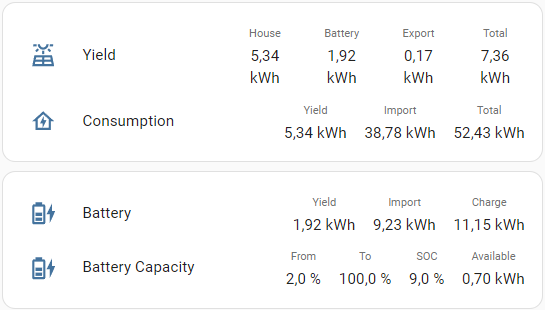 House Battery Export Total
Yield 5,34 1,92 0,17 7,36
kWh kWh kWh kWh
Yield Import Total
Consumption 5,34 kWh 38,78 kWh 52,43 kWh
Yield Import Charge
Battery 1,92 kWh 9,23 kWh 11,15 kWh
From To SOC Available
Battery Capacity 2,0 % 100,0 % 9,0 % 0,70 kWh